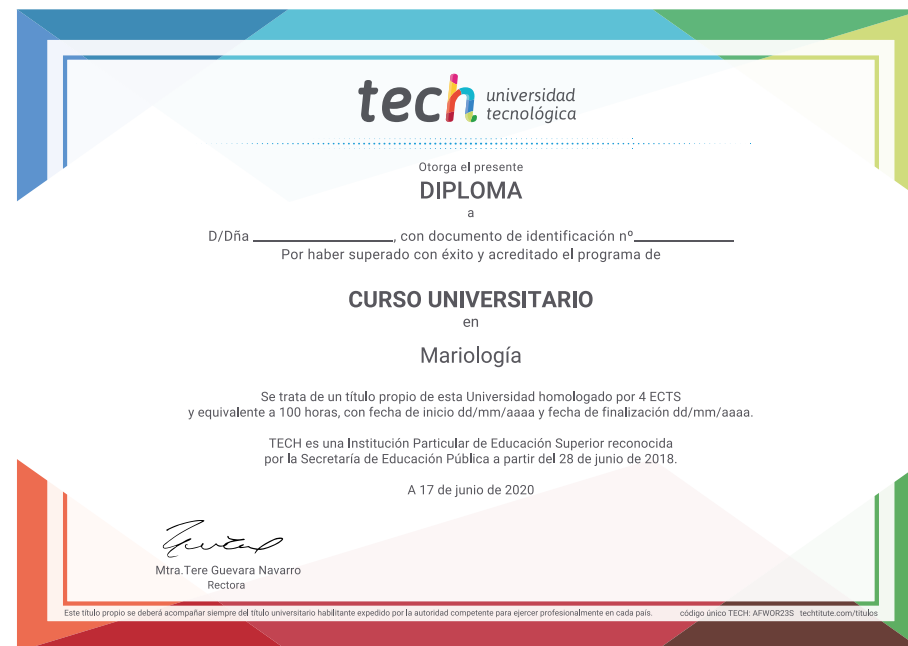 tech universidad
tecnológica
Otorga el presente
DIPLOMA
a
D/Dña ______________, con documento de identificación nº__________
Por haber superado con éxito y acreditado el programa de
CURSO UNIVERSITARIO
en
Mariología
Se trata de un título propio de esta Universidad homologado por 4 ECTS
y equivalente a 100 horas, con fecha de inicio dd/mm/aaaa y fecha de finalización dd/mm/aaaa.
TECH es una Institución Particular de Educación Superior reconocida
por la Secretaría de Educación Pública a partir del 28 de junio de 2018.
A 17 de junio de 2020
Mtra.Tere Guevara Navarro
Rectora
Este título propio se deberá acompañar siempre del título universitario habilitante expedido por la autoridad competente para ejercer profesionalmente en cada país. código único TECH: AFWOR23S techtitute.com/titulos